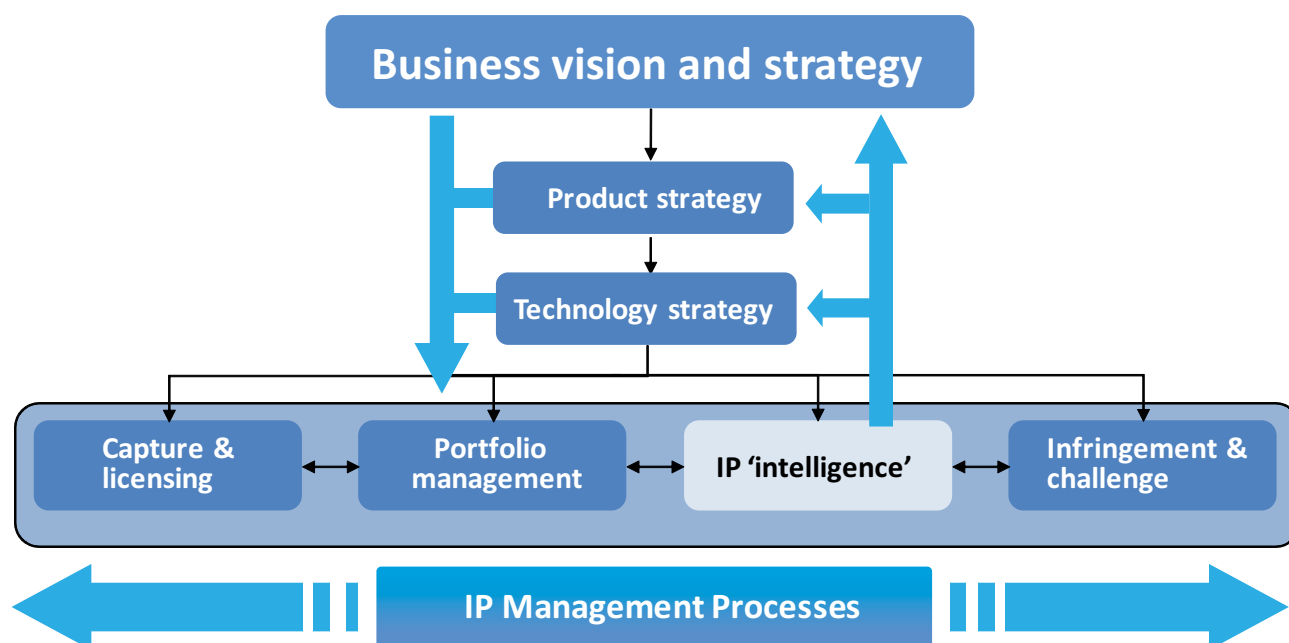 Business vision and strategy
Product strategy
Technology strategy
Capture &
licensing
Portfolio
management
IP ‘intelligence’
Infringement &
challenge
IP Management Processes